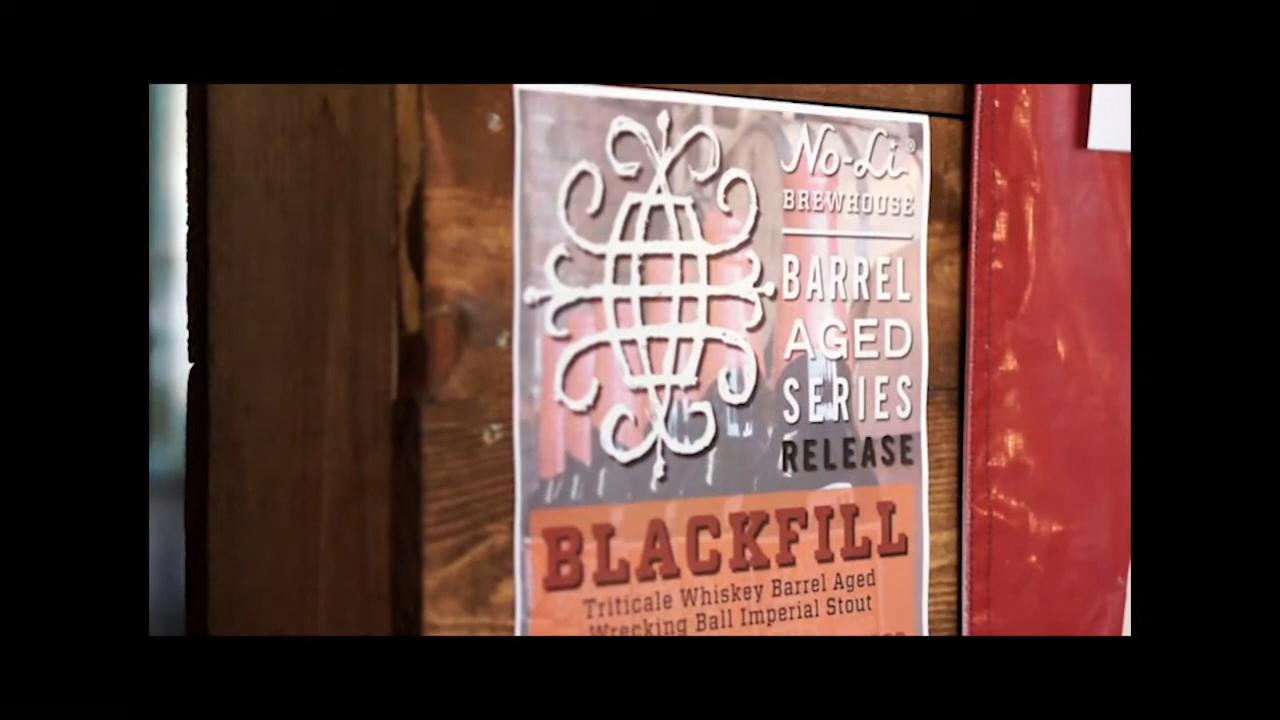 No-Li®
BREWHOUSE
BARREL
AGED
SERIES
RELEASE
BLACKFILL
Triticale Whiskey Barrel Aged
Wrecking Ball Imperial Stout